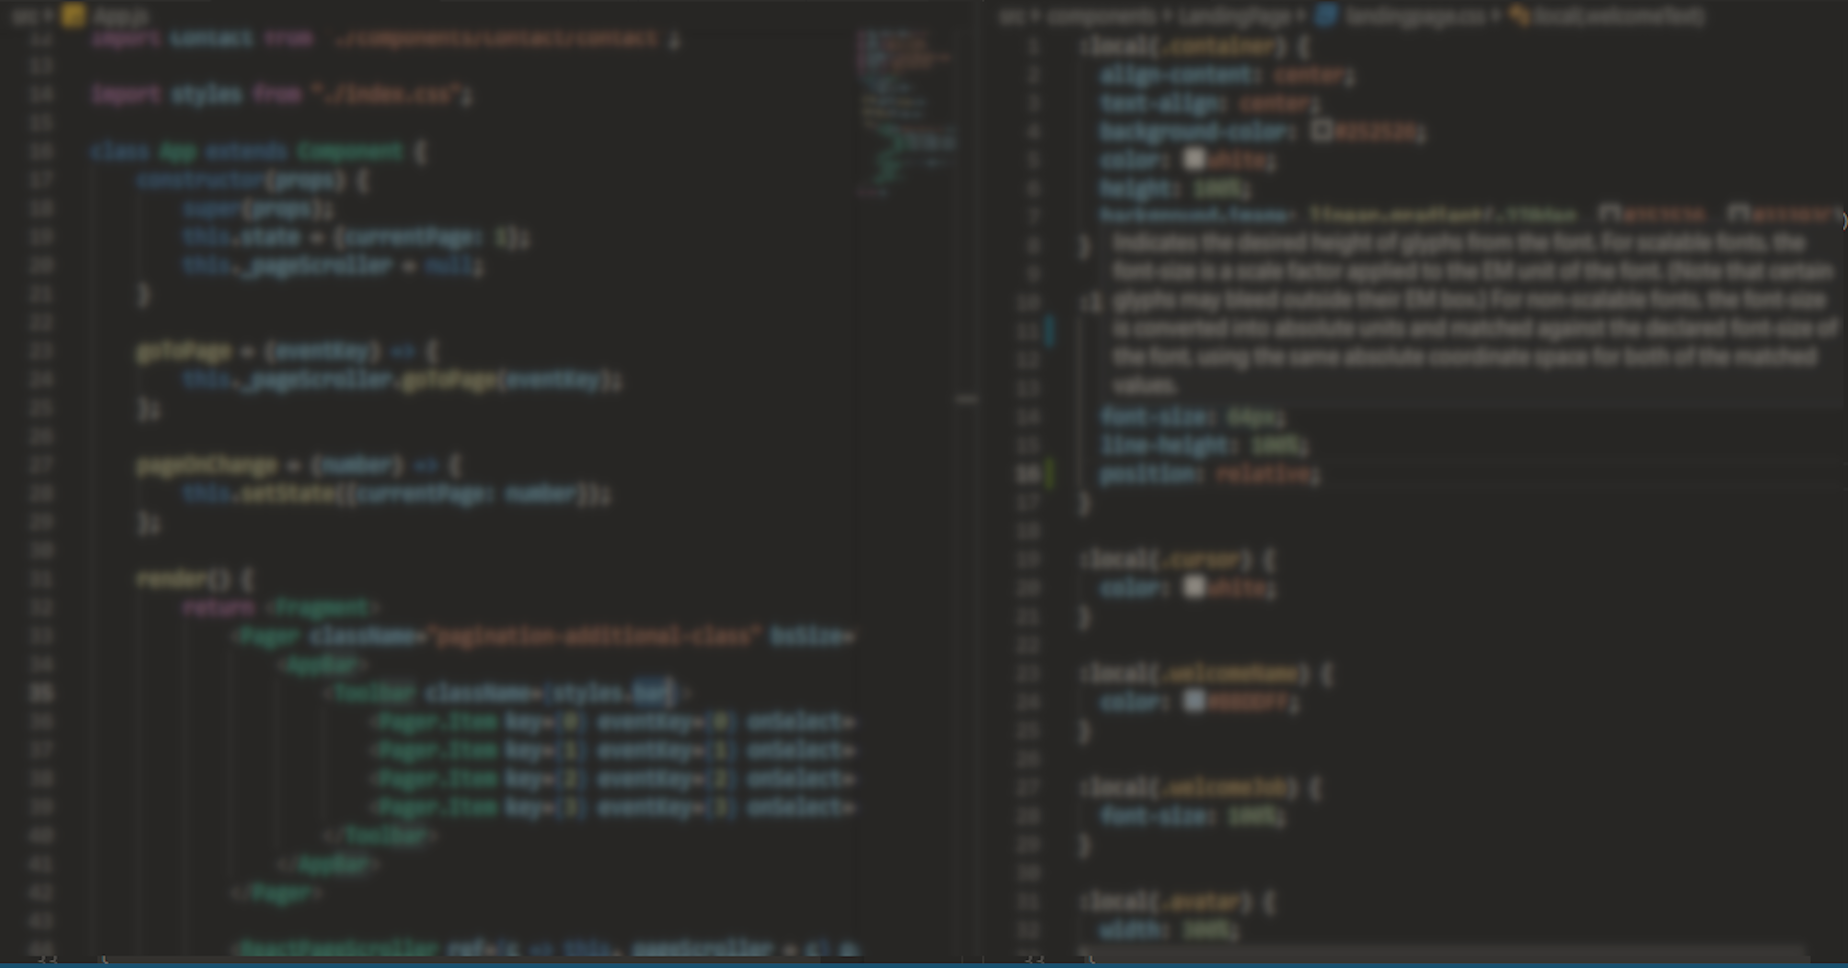 src › App.js
import contact from './components/contact/contact';
13
14 import styles from "./index.css";
15
16 class App extends Component {
17 constructor(props) {
18 super(props);
19 this.state = {currentPage: };
20 this._pageScroller = null;
21 }
22
23 goToPage = (eventKey) => {
24 this._pageScroller.goToPage(eventKey);
25 };
26
27 pageOnChange = (number) => {
28 this.setState({currentPage: number});
29 };
30
31 render() {
32 return <Fragment>
33 <Pager className="pagination-additional-class" bsSize=
34 <AppBar>
35 <Toolbar className={styles.bar}>
36 <Pager.Item key={0} eventKey={0} onSelect=
37 <Pager.Item key={1} eventKey={1} onSelect=
38 <Pager.Item key={2} eventKey={2} onSelect=
39 <Pager.Item key={3} eventKey={3} onSelect=
40 </Toolbar>
41 </AppBar>
42 </Pager>
43
44 <ReactPageScroller ref={c => this._pageScroller = c}
src › components › LandingPage › landingpage.css › :local(.welcomeText)
1 :local(.container) {
2 align-content: center;
3 text-align: center;
4 background-color:
5 color: white;
6 height: 100%;
7 background-image: linear-gradient(
8 }
Indicates the desired height of glyphs from the font. For scalable fonts, the
9 font-size is a scale factor applied to the EM unit of the font. (Note that certain
10 :l glyphs may bleed outside their EM box.) For non-scalable fonts, the font-size
11 is converted into absolute units and matched against the declared font-size of
12 the font, using the same absolute coordinate space for both of the matched
13 values.
14 font-size:
15 line-height: 100%;
16 position: relative;
17 }
18
19 :local(.cursor) {
20 color: white;
21 }
22
23 :local(.welcomeName) {
24 color:
25 }
26
27 :local(.welcomeJob) {
28 font-size: 100%;
29 }
30
31 :local(.avatar) {
32 width:
33